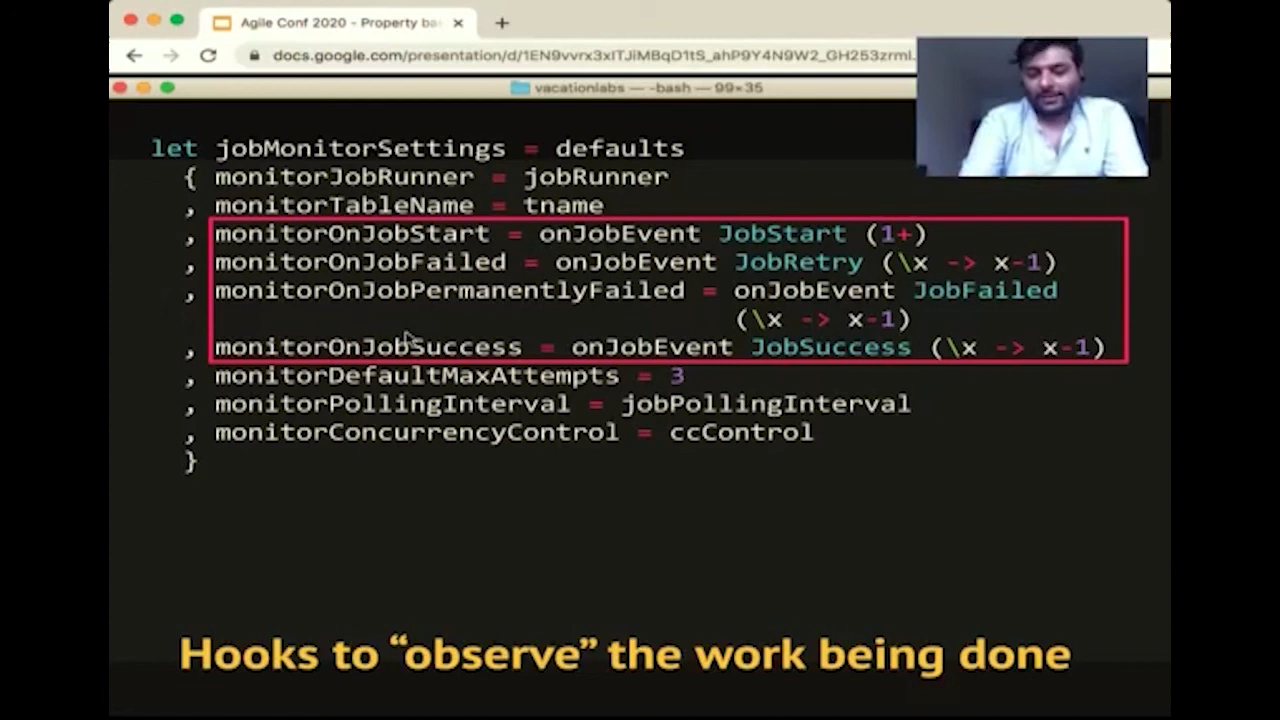 Agile Conf 2020 - Property ba
docs.google.com/presentation/d/1EN9vvrx3xITJiMBqD1tS_ahP9Y4N9W2_GH253zrml.
vacationlabs — -bash — 99×35
let jobMonitorSettings = defaults
{ monitorJobRunner = jobRunner
, monitorTableName = tname
, monitorOnJobStart = onJobEvent JobStart (1+)
, monitorOnJobFailed = onJobEvent JobRetry (\x -> x-1)
, monitorOnJobPermanentlyFailed = onJobEvent JobFailed
(\x -> x-1)
, monitorOnJobSuccess = onJobEvent JobSuccess (\x -> x-1)
, monitorDefaultMaxAttempts = 3
, monitorPollingInterval = jobPollingInterval
, monitorConcurrencyControl = ccControl
}
Hooks to “observe” the work being done